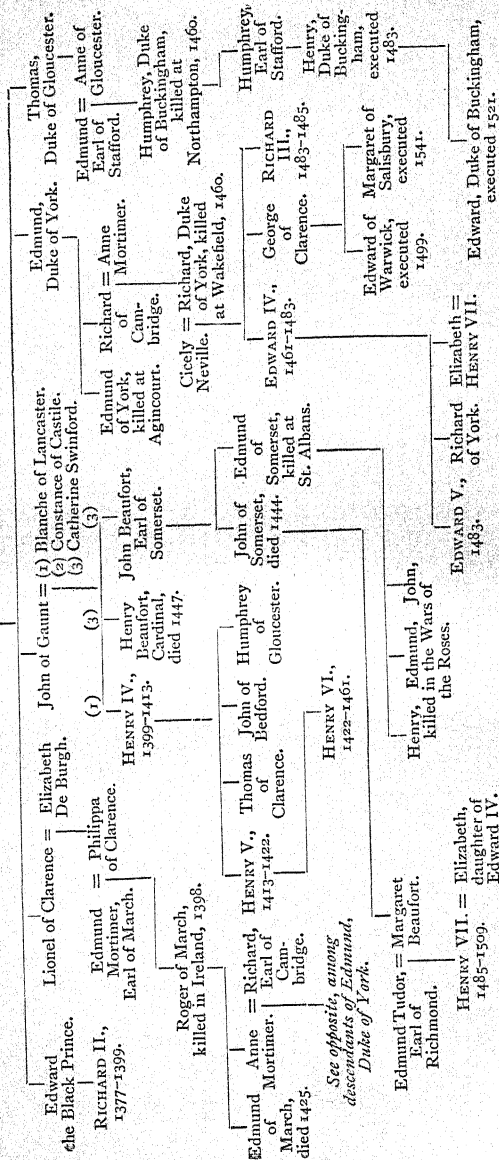 Edward
the Black Prince.
RICHARD II.,
1377-1399.
Lionel of Clarence = Elizabeth
De Burgh.
Edmund = Philippa
Mortimer, of Clarence.
Earl of March.
Roger of March,
killed in Ireland, 1398.
Edmund
of
March,
died 1425.
Anne = Richard,
Mortimer. Earl of
Cam-
bridge.
See opposite, among
descendants of Edmund,
Duke of York.
John of Gaunt = (1) Blanche of Lancaster.
(2) Constance of Castile.
(3) Catherine Swinford.
(1)
(3)
(3)
HENRY IV.,
1399-1413.
Henry
Beaufort,
Cardinal,
died 1447.
John Beaufort,
Earl of
Somerset.
HENRY V.,
1413-1422.
Thomas
of
Clarence.
John of
Bedford.
Humphrey
of
Gloucester.
John of
Somerset,
died 1444.
Edmund
of
Somerset,
killed at
St. Albans.
HENRY VI.,
1422-1461.
Henry, Edmund, John,
killed in the Wars of
the Roses.
Edmund Tudor, = Margaret
Earl of Beaufort.
Richmond.
HENRY VII. = Elizabeth,
1485-1509. daughter of
Edward IV.
Edmund,
Duke of York.
Edmund
of York,
killed at
Agincourt.
Richard = Anne
of Mortimer.
Cam-
bridge.
Cicely = Richard, Duke
Neville. of York, killed
at Wakefield, 1460.
EDWARD IV.,
1461-1483.
George
of
Clarence.
RICHARD
III.,
1483-1485.
Edward of
Warwick,
executed
1499.
Margaret of
Salisbury,
executed
1541.
EDWARD V.,
1483.
Richard
of York.
Elizabeth =
HENRY VII.
Thomas,
Duke of Gloucester.
Edmund = Anne of
Earl of Gloucester.
Stafford.
Humphrey, Duke
of Buckingham,
killed at
Northampton, 1460.
Humphrey,
Earl of
Stafford.
Henry,
Duke of
Bucking-
ham,
executed
1483.
Edward, Duke of Buckingham,
executed 1521.